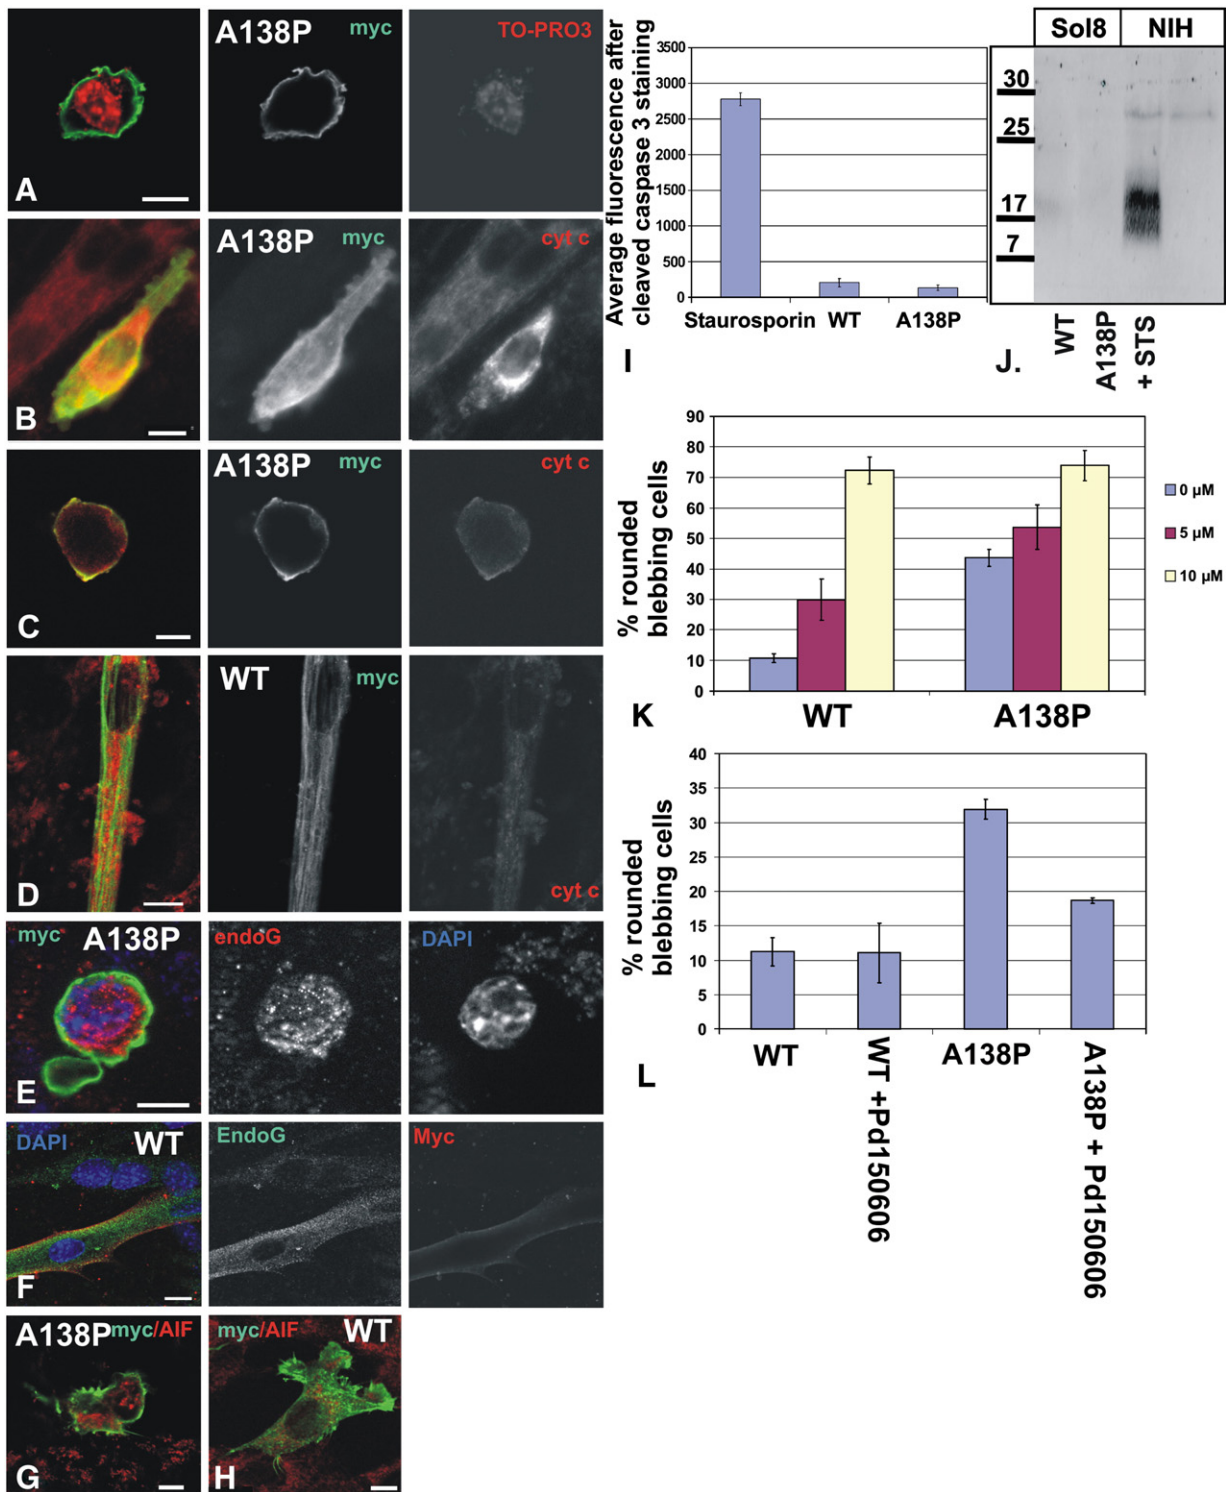 A138P myc TO-PRO3
A
A138P myc cyt c
B
A138P myc cyt c
C
WT myc
cyt c
D
myc A138P endoG DAPI
E
DAPI WT EndoG Myc
F
A138P myc/AIF
G
myc/AIF WT
H
Average fluorescence after
cleaved caspase 3 staining
3500
3000
2500
2000
1500
1000
500
0
Staurosporin WT A138P
I
Sol8 NIH
30
25
17
7
WT
A138P
+ STS
J.
% rounded
blebbing cells
90
80
70
60
50
40
30
20
10
0
WT A138P
0 µM
5 µM
10 µM
K
% rounded
blebbing cells
40
35
30
25
20
15
10
5
0
WT
WT +Pd150606
A138P
A138P + Pd150606
L